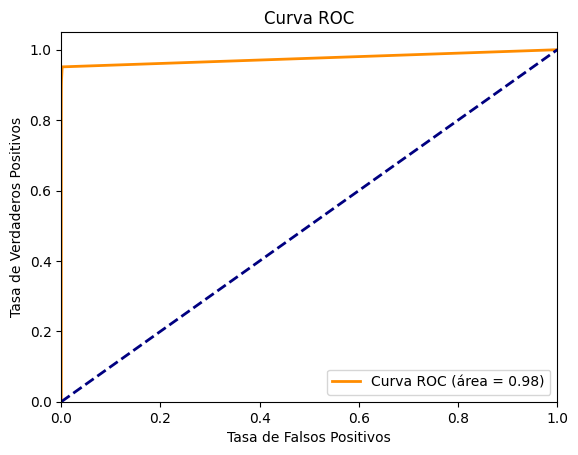 Curva ROC
Tasa de Verdaderos Positivos
1.0
0.8
0.6
0.4
0.2
0.0
0.0 0.2 0.4 0.6 0.8 1.0
Tasa de Falsos Positivos
Curva ROC (área = 0.98)